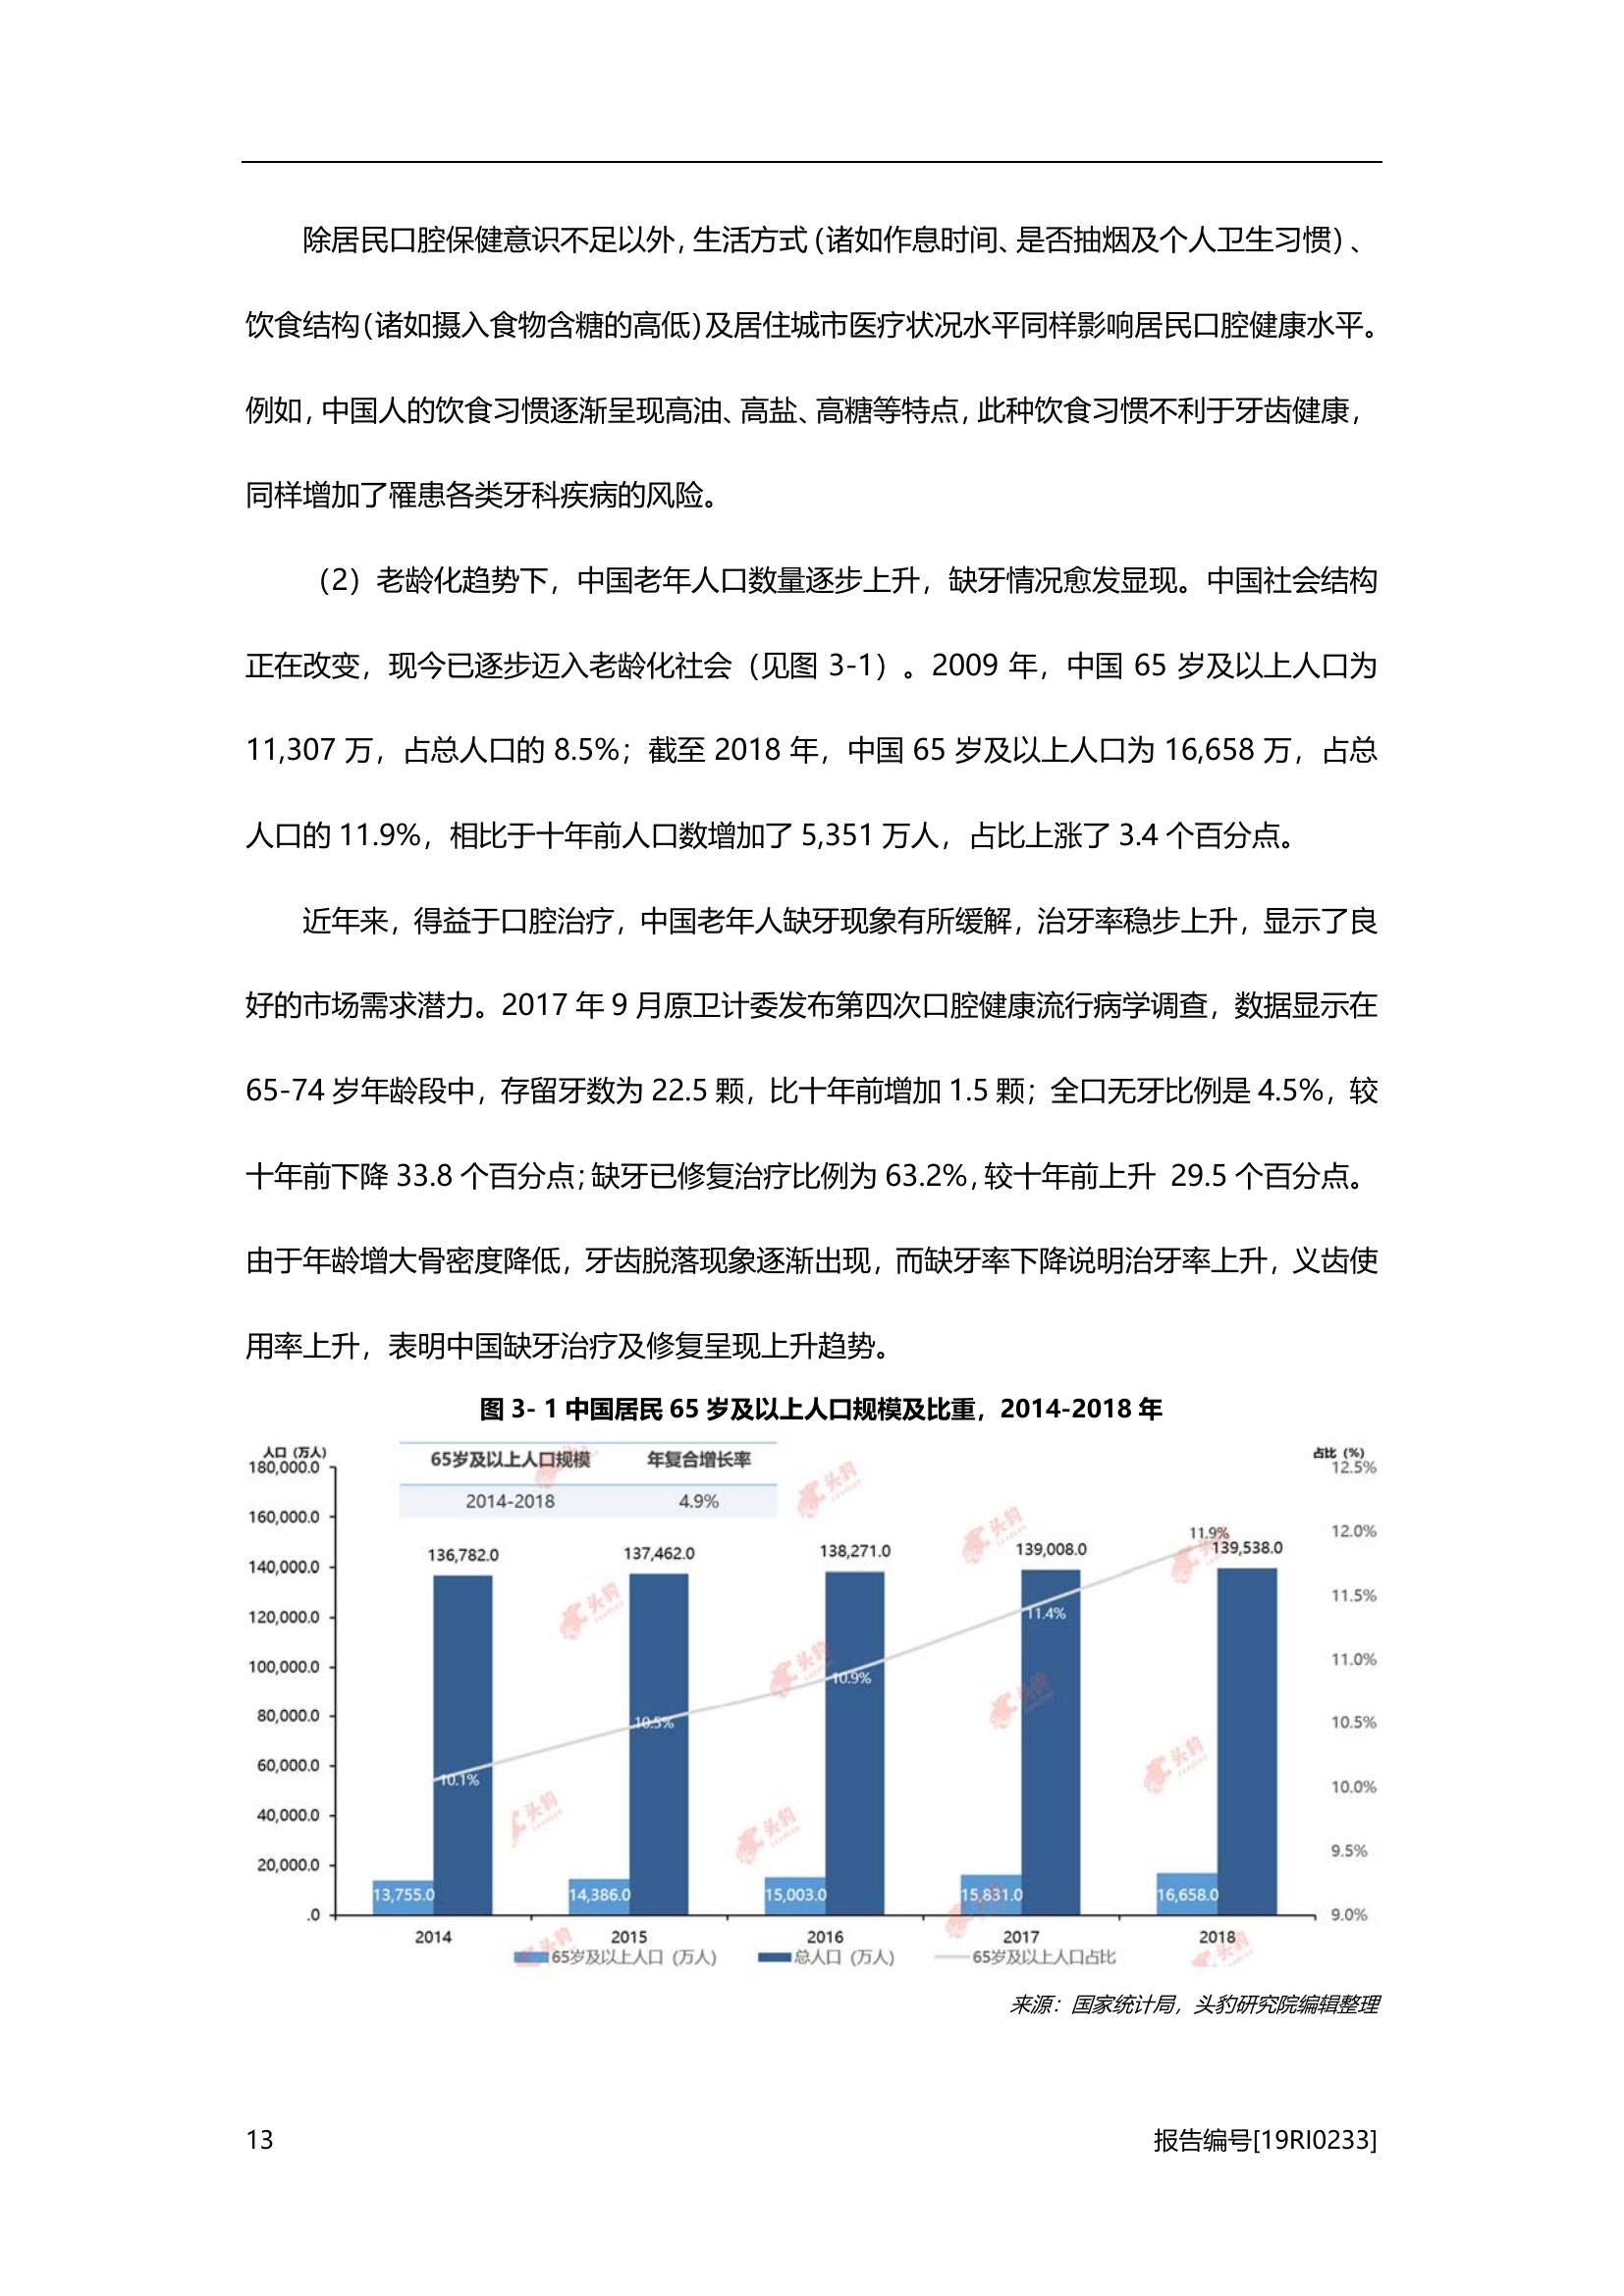 除居民口腔保健意识不足以外，生活方式（诸如作息时间、是否抽烟及个人卫生习惯）、
饮食结构（诸如摄入食物含糖的高低）及居住城市医疗状况水平同样影响居民口腔健康水平。
例如，中国人的饮食习惯逐渐呈现高油、高盐、高糖等特点，此种饮食习惯不利于牙齿健康，
同样增加了罹患各类牙科疾病的风险。
（2）老龄化趋势下，中国老年人口数量逐步上升，缺牙情况愈发显现。中国社会结构
正在改变，现今已逐步迈入老龄化社会（见图 3-1）。2009 年，中国 65 岁及以上人口为
11,307 万，占总人口的 8.5%；截至 2018 年，中国 65 岁及以上人口为 16,658 万，占总
人口的 11.9%，相比于十年前人口数增加了 5,351 万人，占比上涨了 3.4 个百分点。
近年来，得益于口腔治疗，中国老年人缺牙现象有所缓解，治牙率稳步上升，显示了良
好的市场需求潜力。2017 年 9 月原卫计委发布第四次口腔健康流行病学调查，数据显示在
65-74 岁年龄段中，存留牙数为 22.5 颗，比十年前增加 1.5 颗；全口无牙比例是 4.5%，较
十年前下降 33.8 个百分点；缺牙已修复治疗比例为 63.2%，较十年前上升 29.5 个百分点。
由于年龄增大骨密度降低，牙齿脱落现象逐渐出现，而缺牙率下降说明治牙率上升，义齿使
用率上升，表明中国缺牙治疗及修复呈现上升趋势。
图 3- 1 中国居民 65 岁及以上人口规模及比重，2014-2018 年
人口（万人） 占比（%）
65岁及以上人口规模 年复合增长率
2014-2018 4.9%
180,000.0
160,000.0
140,000.0
120,000.0
100,000.0
80,000.0
60,000.0
40,000.0
20,000.0
.0
136,782.0 137,462.0 138,271.0 139,008.0 139,538.0
10.1% 10.5% 10.9% 11.4% 11.9%
13,755.0 14,386.0 15,003.0 15,831.0 16,658.0
12.5%
12.0%
11.5%
11.0%
10.5%
10.0%
9.5%
9.0%
2014 2015 2016 2017 2018
65岁及以上人口（万人） 总人口（万人） 65岁及以上人口占比
头豹
头豹
头豹
头豹
头豹
头豹
头豹
头豹
头豹
头豹
头豹
来源：国家统计局，头豹研究院编辑整理
13 报告编号[19RI0233]